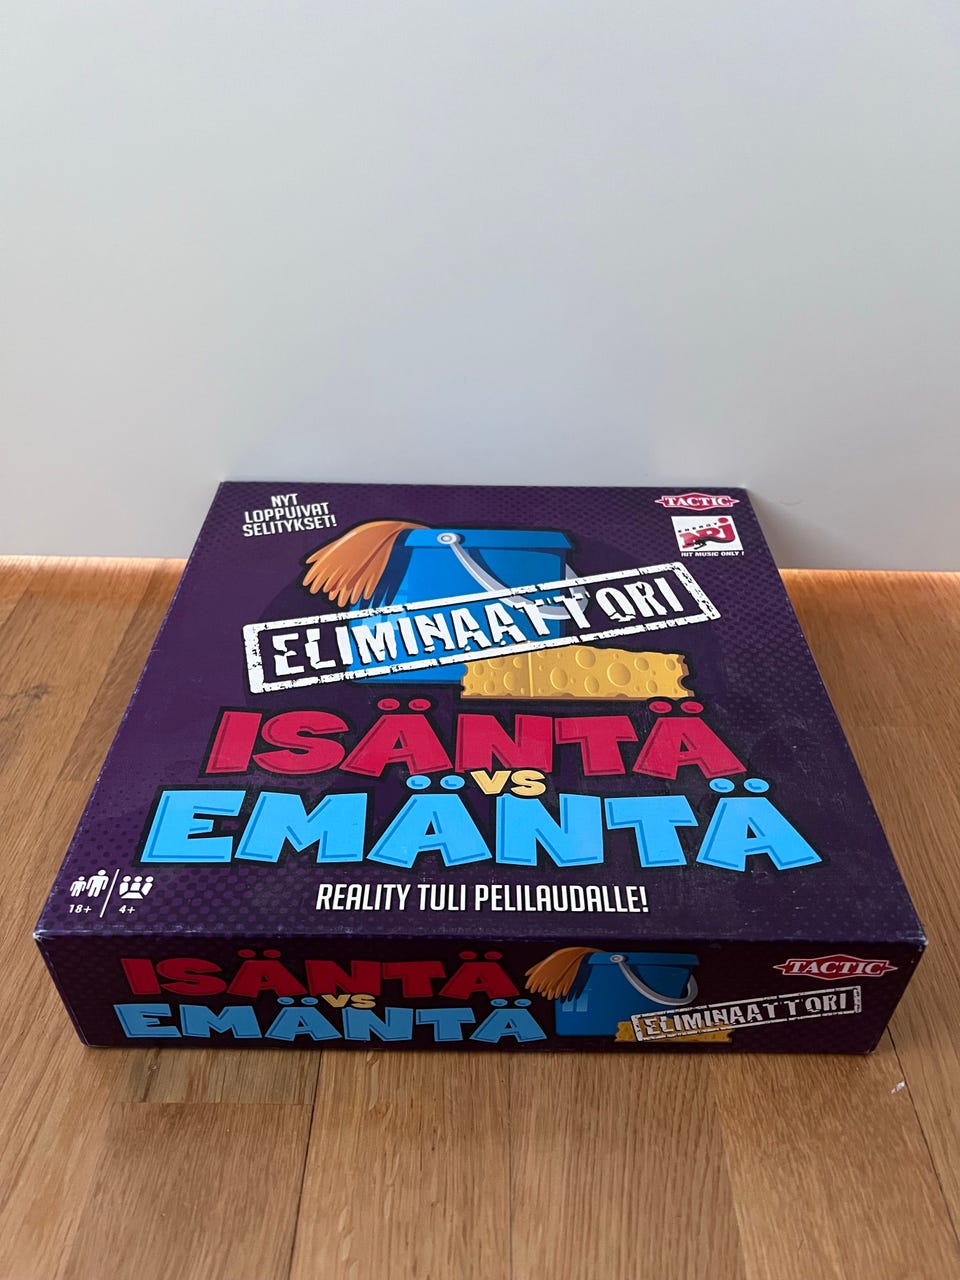 NYT
LOPPUIVAT
SELITYKSET!
TACTIC
ENERGY
NRJ
HIT MUSIC ONLY!
ELIMINAATTORI
ISÄNTÄ
VS
EMÄNTÄ
REALITY TULI PELILAUDALLE!
18+
4+
ISÄNTÄ
VS
EMÄNTÄ
TACTIC
ELIMINAATTORI